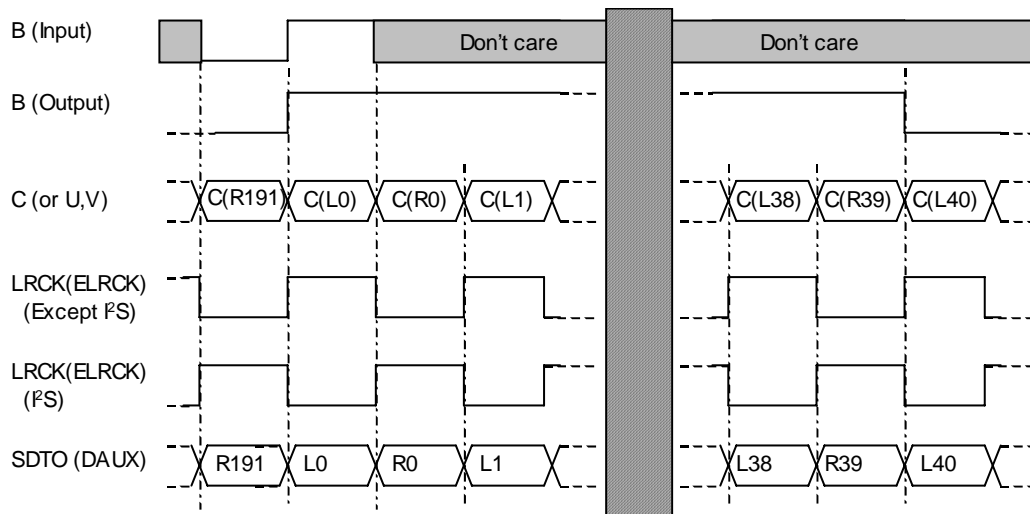 B (Input)
Don't care
Don't care
B (Output)
C (or U,V)
C(R191)
C(L0)
C(R0)
C(L1)
C(L38)
C(R39)
C(L40)
LRCK(ELRCK)
(Except I²S)
LRCK(ELRCK)
(I²S)
SDTO (DAUX)
R191
L0
R0
L1
L38
R39
L40